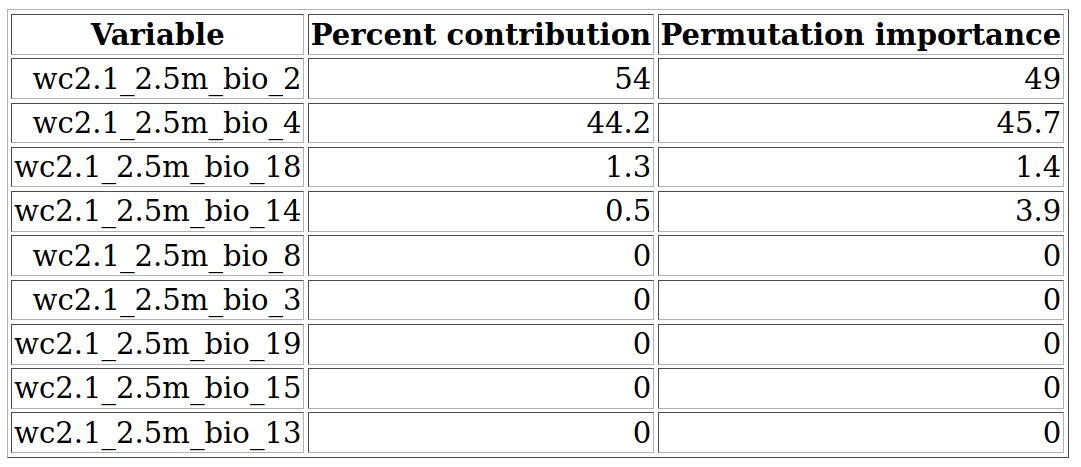 Variable Percent contribution Permutation importance
wc2.1_2.5m_bio_2 54 49
wc2.1_2.5m_bio_4 44.2 45.7
wc2.1_2.5m_bio_18 1.3 1.4
wc2.1_2.5m_bio_14 0.5 3.9
wc2.1_2.5m_bio_8 0 0
wc2.1_2.5m_bio_3 0 0
wc2.1_2.5m_bio_19 0 0
wc2.1_2.5m_bio_15 0 0
wc2.1_2.5m_bio_13 0 0